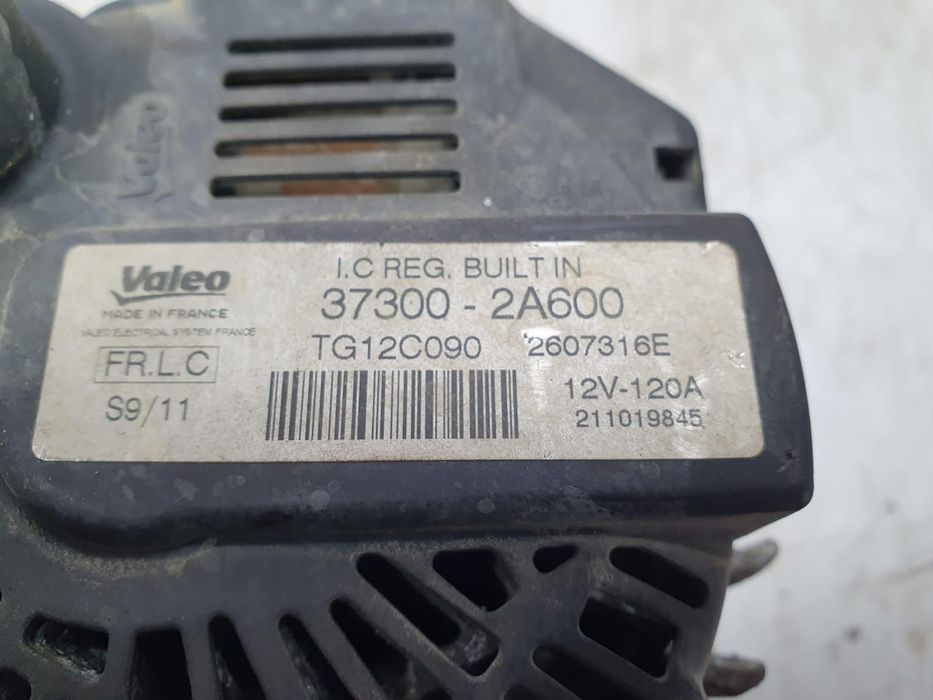 Valeo
Valeo
MADE IN FRANCE
VALEO ELECTRICAL SYSTEM FRANCE
FR.L.C
S9/11
I.C REG. BUILT IN
37300 - 2A600
TG12C090 2607316E
12V-120A
211019845